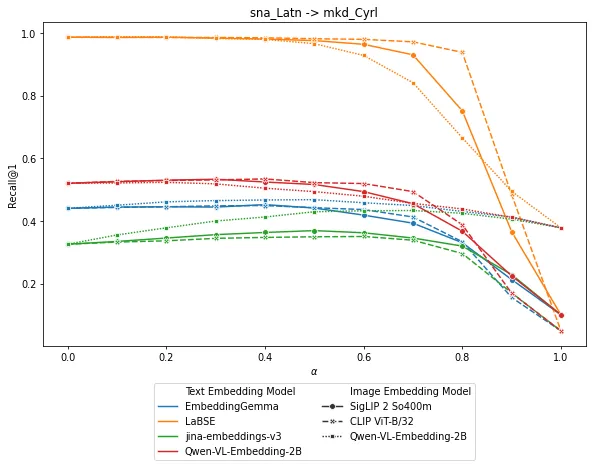 sna_Latn -> mkd_Cyrl
Recall@1
1.0
0.8
0.6
0.4
0.2
0.0 0.2 0.4 0.6 0.8 1.0
α
Text Embedding Model Image Embedding Model
EmbeddingGemma SigLIP 2 So400m
LaBSE CLIP ViT-B/32
jina-embeddings-v3 Qwen-VL-Embedding-2B
Qwen-VL-Embedding-2B